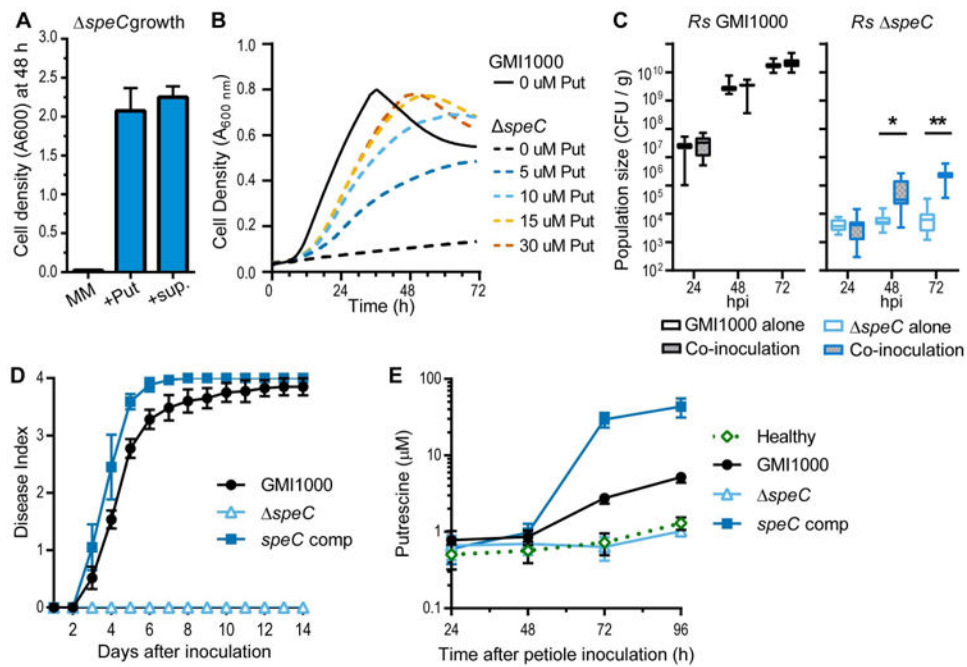 A
ΔspeC growth
Cell density (A600) at 48 h
3.0
2.5
2.0
1.5
1.0
0.5
0.0
MM
+Put
+sup.
B
Cell Density (A600 nm)
1.0
0.8
0.6
0.4
0.2
0.0
0
24
48
72
Time (h)
GMI1000
0 uM Put
ΔspeC
0 uM Put
5 uM Put
10 uM Put
15 uM Put
30 uM Put
C
Rs GMI1000
Rs ΔspeC
Population size (CFU / g)
10^10
10^9
10^8
10^7
10^6
10^5
10^4
10^3
10^2
*
**
24
48
72
hpi
24
48
72
hpi
GMI1000 alone
Co-inoculation
ΔspeC alone
Co-inoculation
D
Disease Index
4
3
2
1
0
2
4
6
8
10
12
14
Days after inoculation
GMI1000
ΔspeC
speC comp
E
Putrescine (μM)
100
10
1
0.1
24
48
72
96
Time after petiole inoculation (h)
Healthy
GMI1000
ΔspeC
speC comp